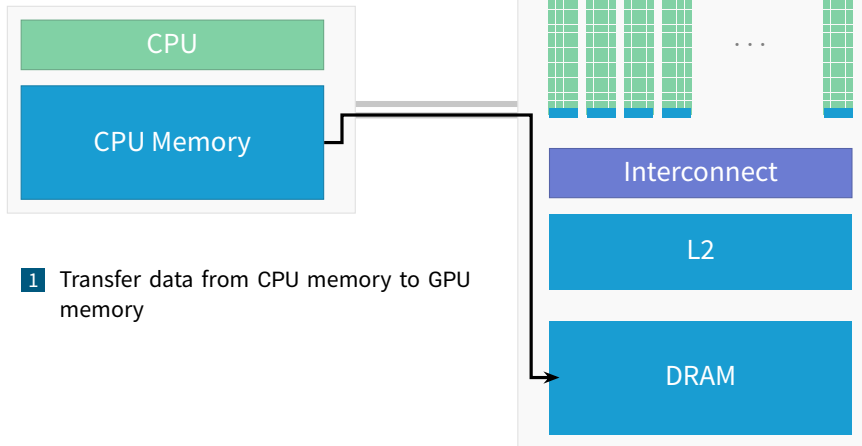 CPU
CPU Memory
. . .
Interconnect
L2
DRAM
1 Transfer data from CPU memory to GPU
memory